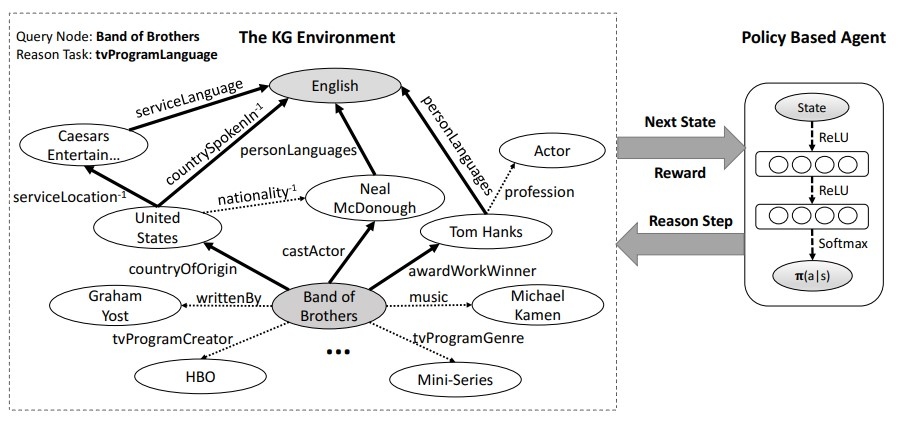 Query Node: Band of Brothers
Reason Task: tvProgramLanguage
The KG Environment
Policy Based Agent
English
serviceLanguage
countrySpokenIn-1
personLanguages
personLanguages
Caesars
Entertain...
Actor
profession
serviceLocation-1
nationality-1
Neal
McDonough
United
States
castActor
Tom Hanks
countryOfOrigin
awardWorkWinner
Graham
Yost
writtenBy
Band of
Brothers
music
Michael
Kamen
tvProgramCreator
tvProgramGenre
...
HBO
Mini-Series
Next State
Reward
Reason Step
State
ReLU
ReLU
Softmax
π(a|s)